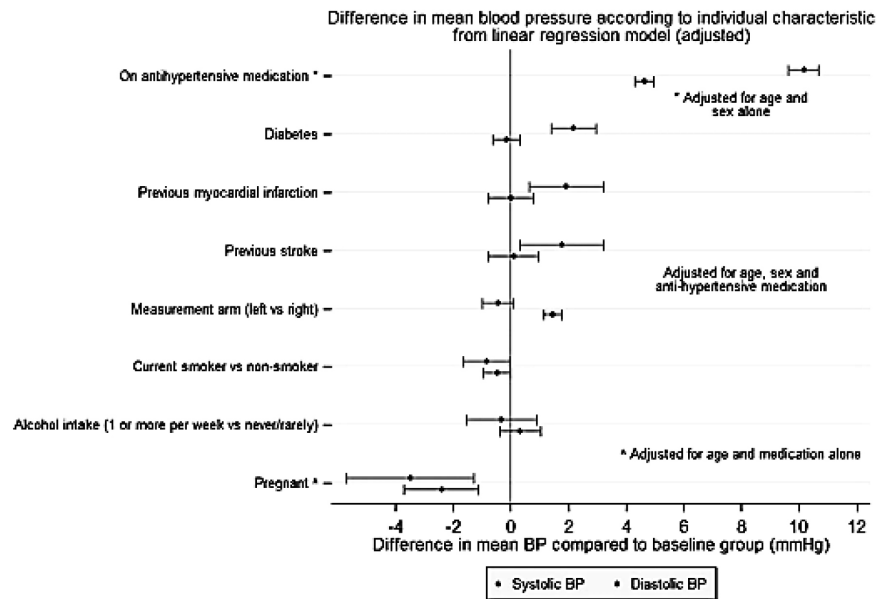 Difference in mean blood pressure according to individual characteristic
from linear regression model (adjusted)
On antihypertensive medication *
* Adjusted for age and
sex alone
Diabetes
Previous myocardial infarction
Previous stroke
Adjusted for age, sex and
anti-hypertensive medication
Measurement arm (left vs right)
Current smoker vs non-smoker
Alcohol intake (1 or more per week vs never/rarely)
^ Adjusted for age and medication alone
Pregnant ^
-4 -2 0 2 4 6 8 10 12
Difference in mean BP compared to baseline group (mmHg)
Systolic BP Diastolic BP